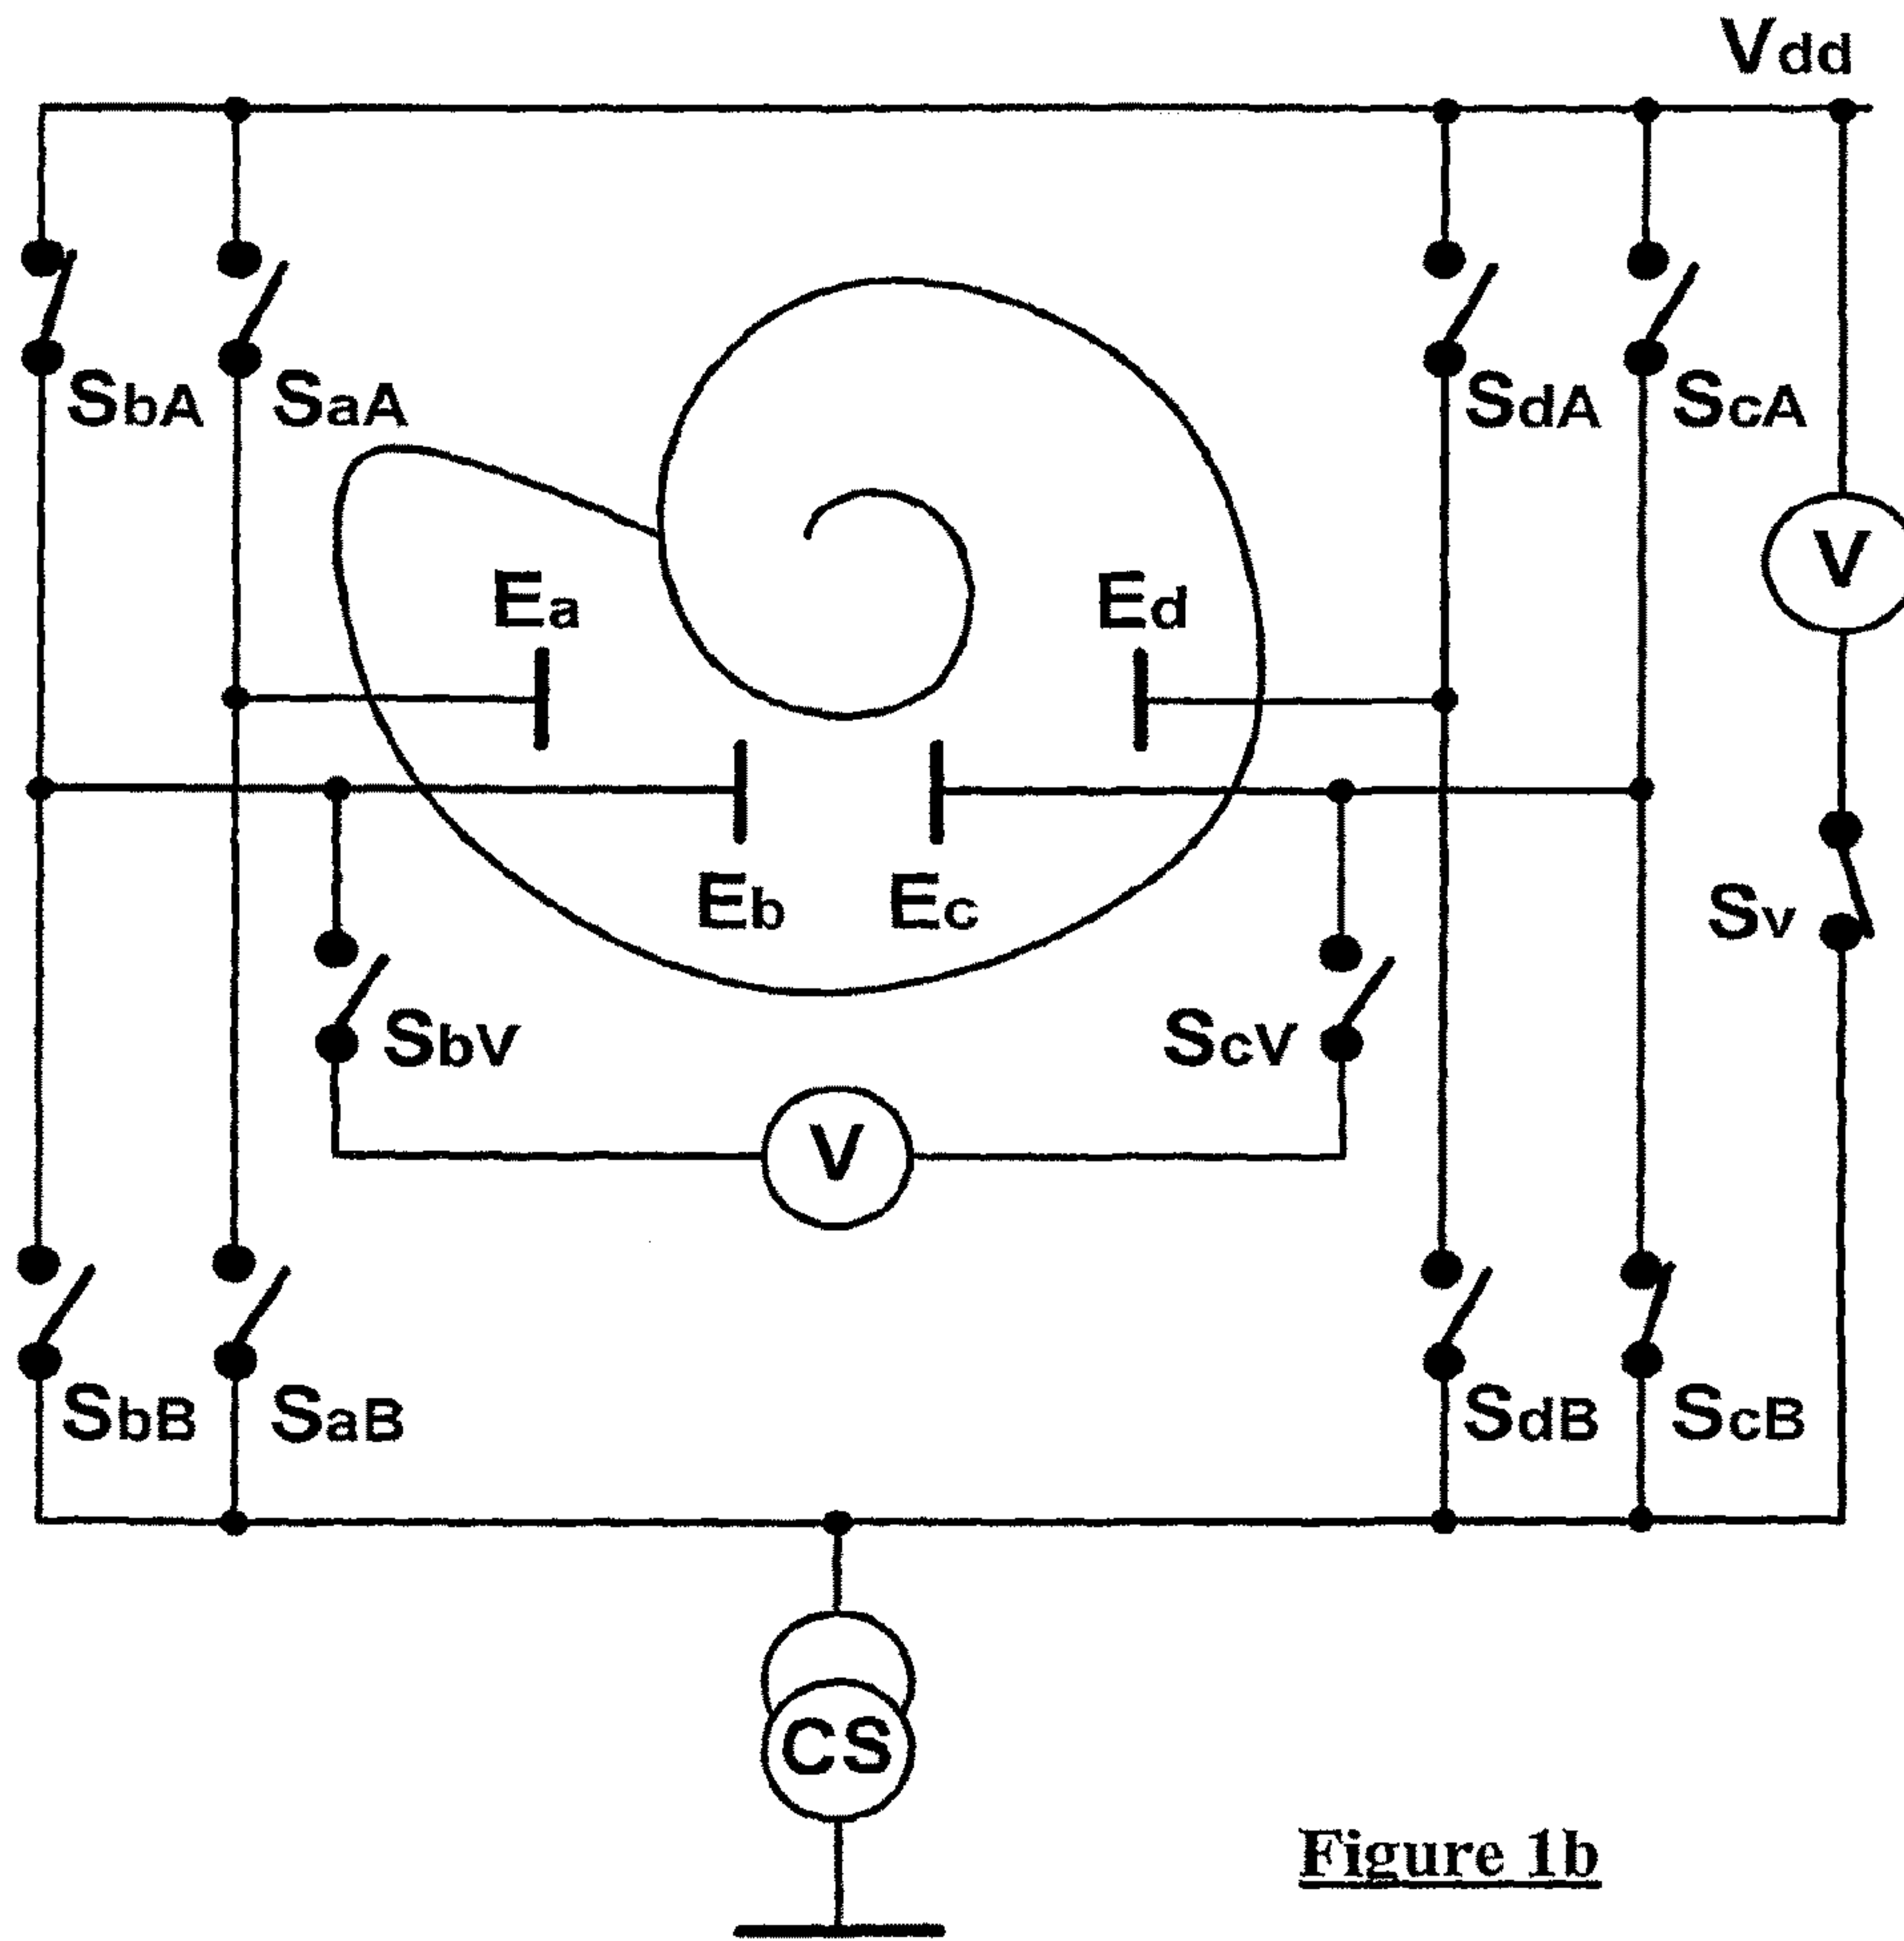 Vdd
SbA
SaA
SdA
ScA
V
Ea
Ed
Eb
Ec
Sv
SbV
ScV
V
SbB
SaB
SdB
ScB
CS
Figure 1b